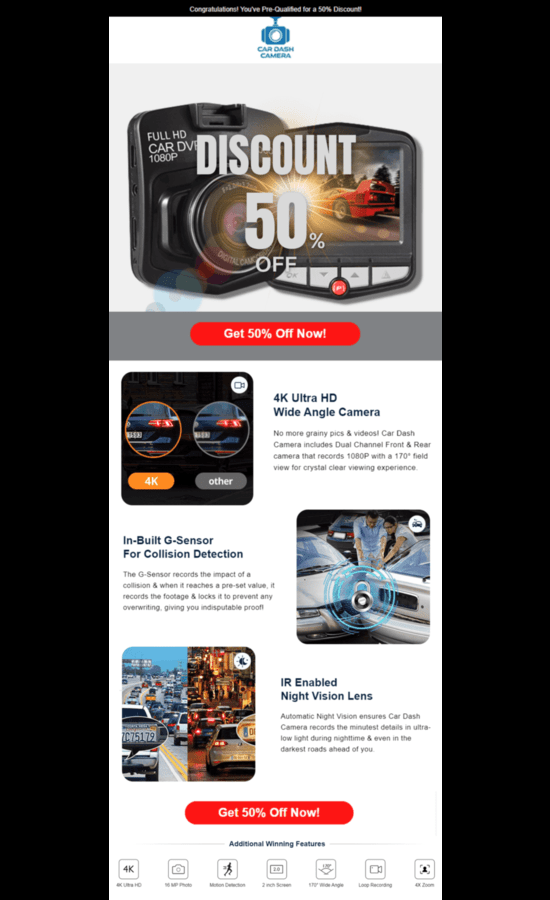 Congratulations! You've Pre-Qualified for a 50% Discount!
CAR DASH
CAMERA
FULL HD
CAR DV
1080P
DISCOUNT
50%
OFF
DIGITAL CAM
OK
Get 50% Off Now!
4K
other
4K Ultra HD
Wide Angle Camera
No more grainy pics & videos! Car Dash
Camera includes Dual Channel Front & Rear
camera that records 1080P with a 170° field
view for crystal clear viewing experience.
In-Built G-Sensor
For Collision Detection
The G-Sensor records the impact of a
collision & when it reaches a pre-set value, it
records the footage & locks it to prevent any
overwriting, giving you indisputable proof!
IR Enabled
Night Vision Lens
Automatic Night Vision ensures Car Dash
Camera records the minutest details in ultra-
low light during nighttime & even in the
darkest roads ahead of you.
Get 50% Off Now!
Additional Winning Features
4K
2.0
4K Ultra HD
16 MP Photo
Motion Detection
2 inch Screen
170° Wide Angle
Loop Recording
4X Zoom